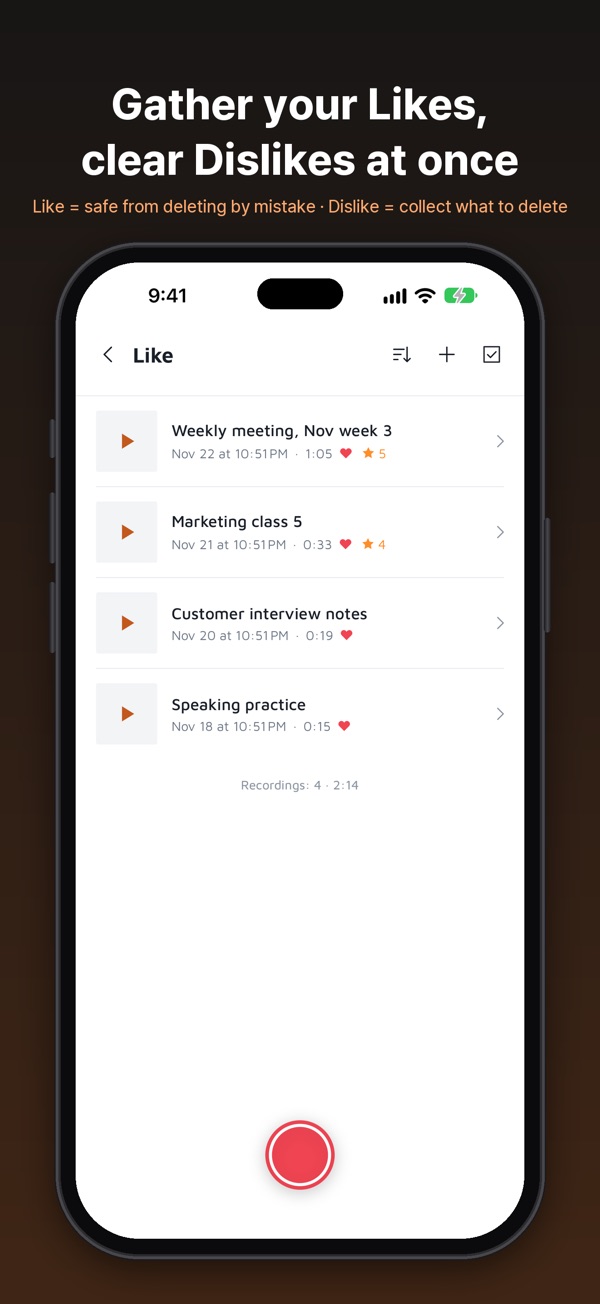 Gather your Likes,
clear Dislikes at once
Like = safe from deleting by mistake · Dislike = collect what to delete
9:41
Like
Weekly meeting, Nov week 3
Nov 22 at 10:51PM · 1:05 ❤ ★ 5
Marketing class 5
Nov 21 at 10:51PM · 0:33 ❤ ★ 4
Customer interview notes
Nov 20 at 10:51PM · 0:19 ❤
Speaking practice
Nov 18 at 10:51PM · 0:15 ❤
Recordings: 4 · 2:14